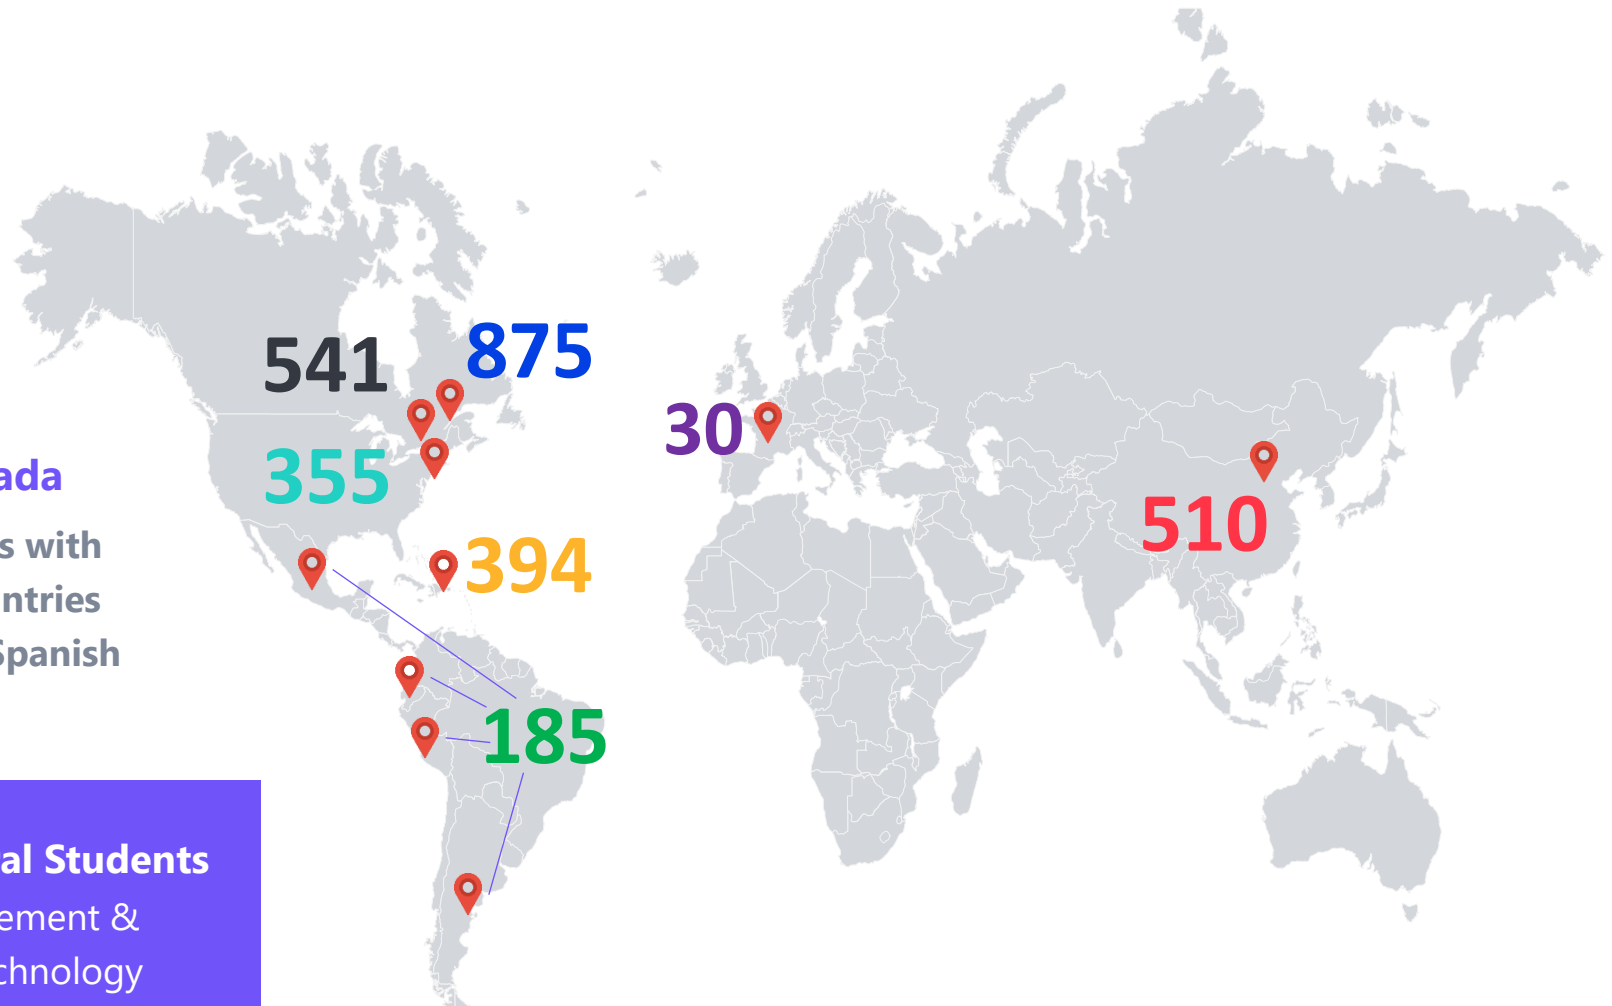 875
541
30
355
510
394
185
ada
s with
ntries
Spanish
al Students
ement &
chnology